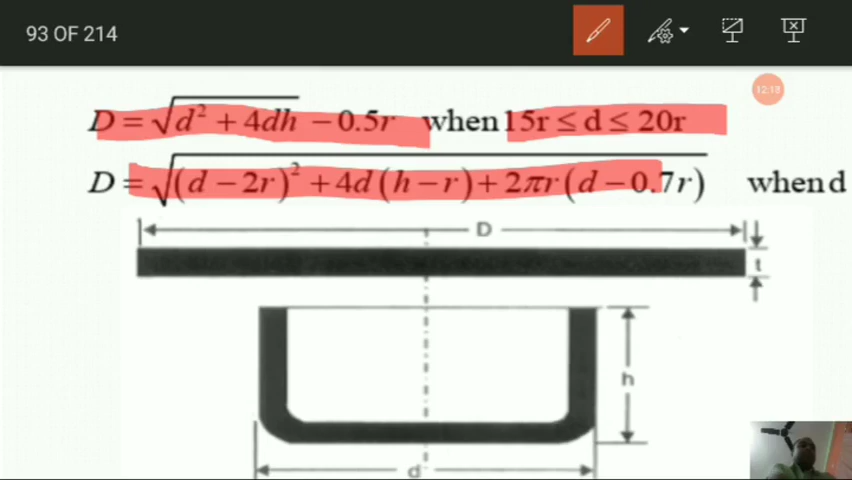 93 OF 214
12:18
D = √(d² + 4dh) − 0.5r when 15r ≤ d ≤ 20r
D = √((d − 2r)² + 4d(h − r) + 2πr(d − 0.7r)) when d
D
t
h
d